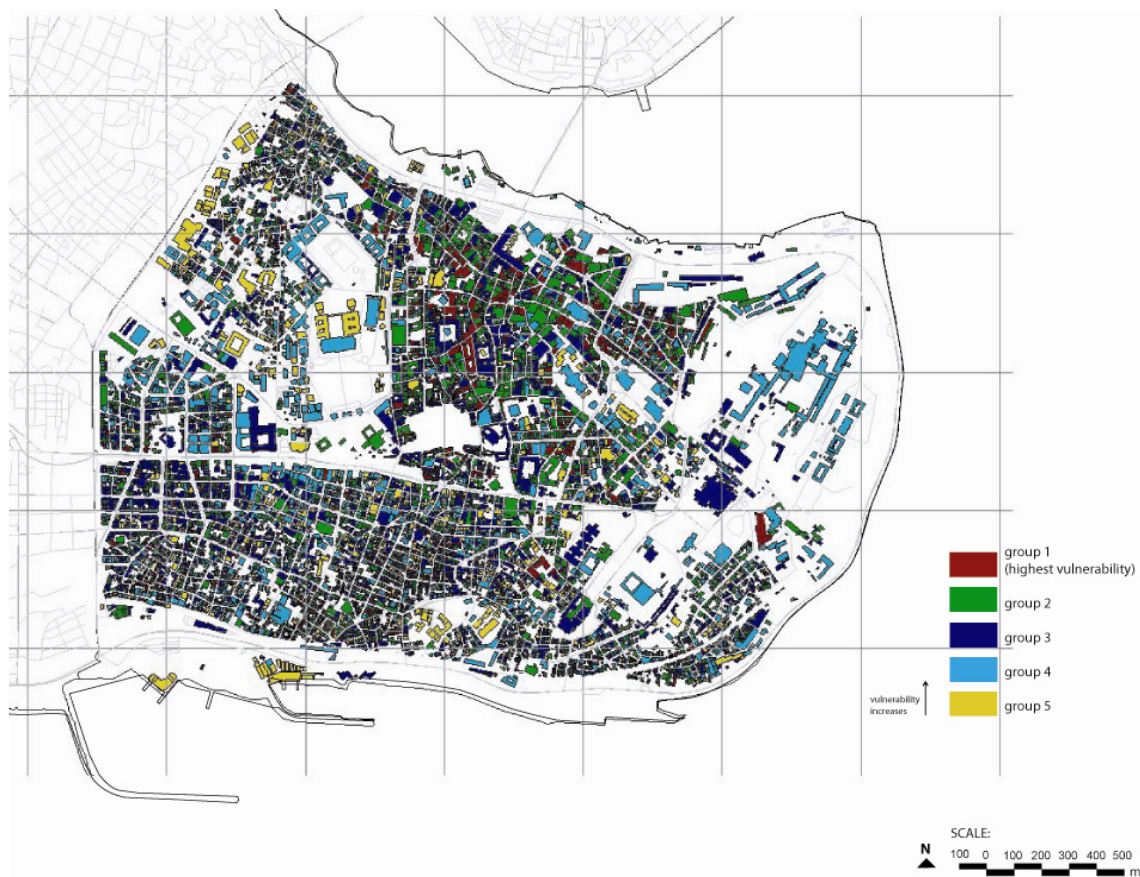 group 1
(highest vulnerability)
group 2
group 3
group 4
vulnerability
increases
group 5
SCALE:
N
100 0 100 200 300 400 500
m